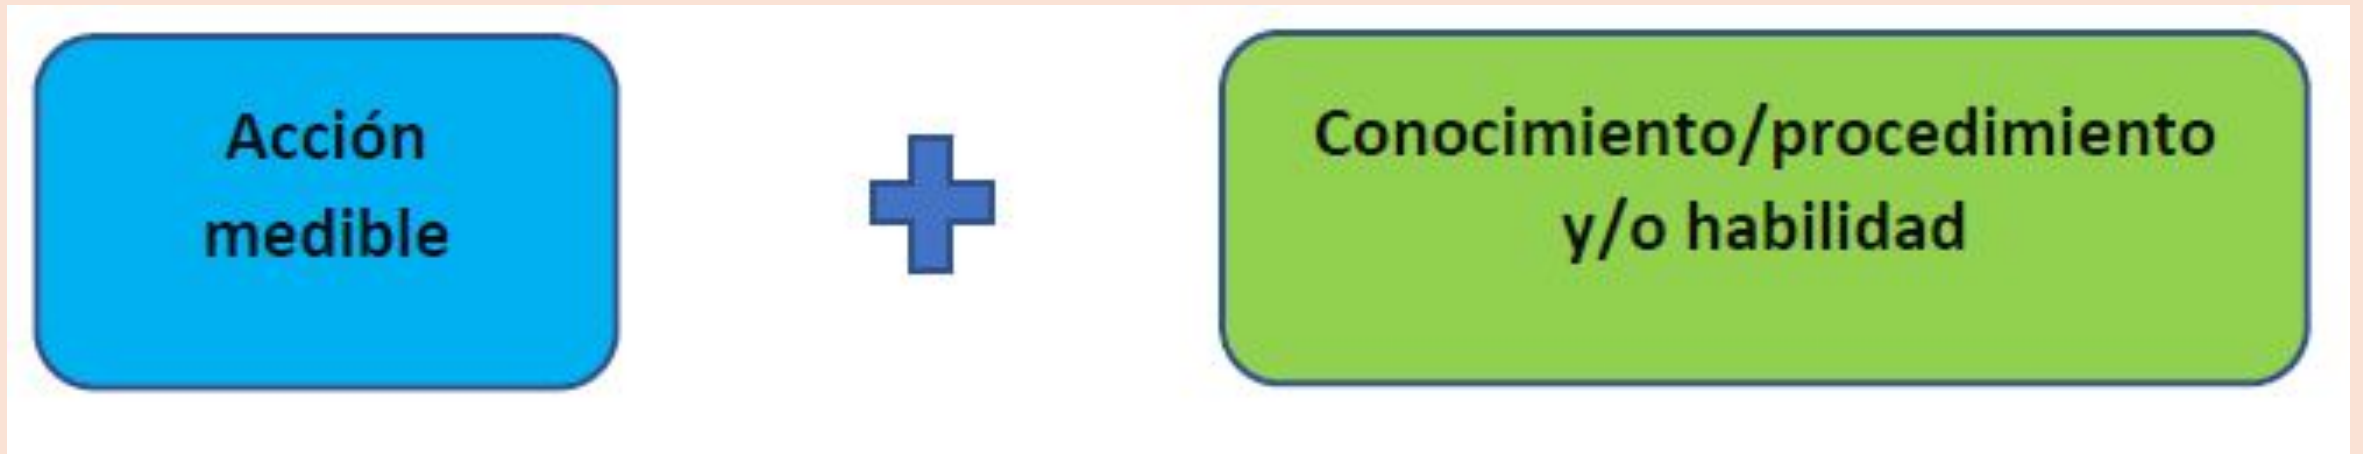 Acción
medible
Conocimiento/procedimiento
y/o habilidad